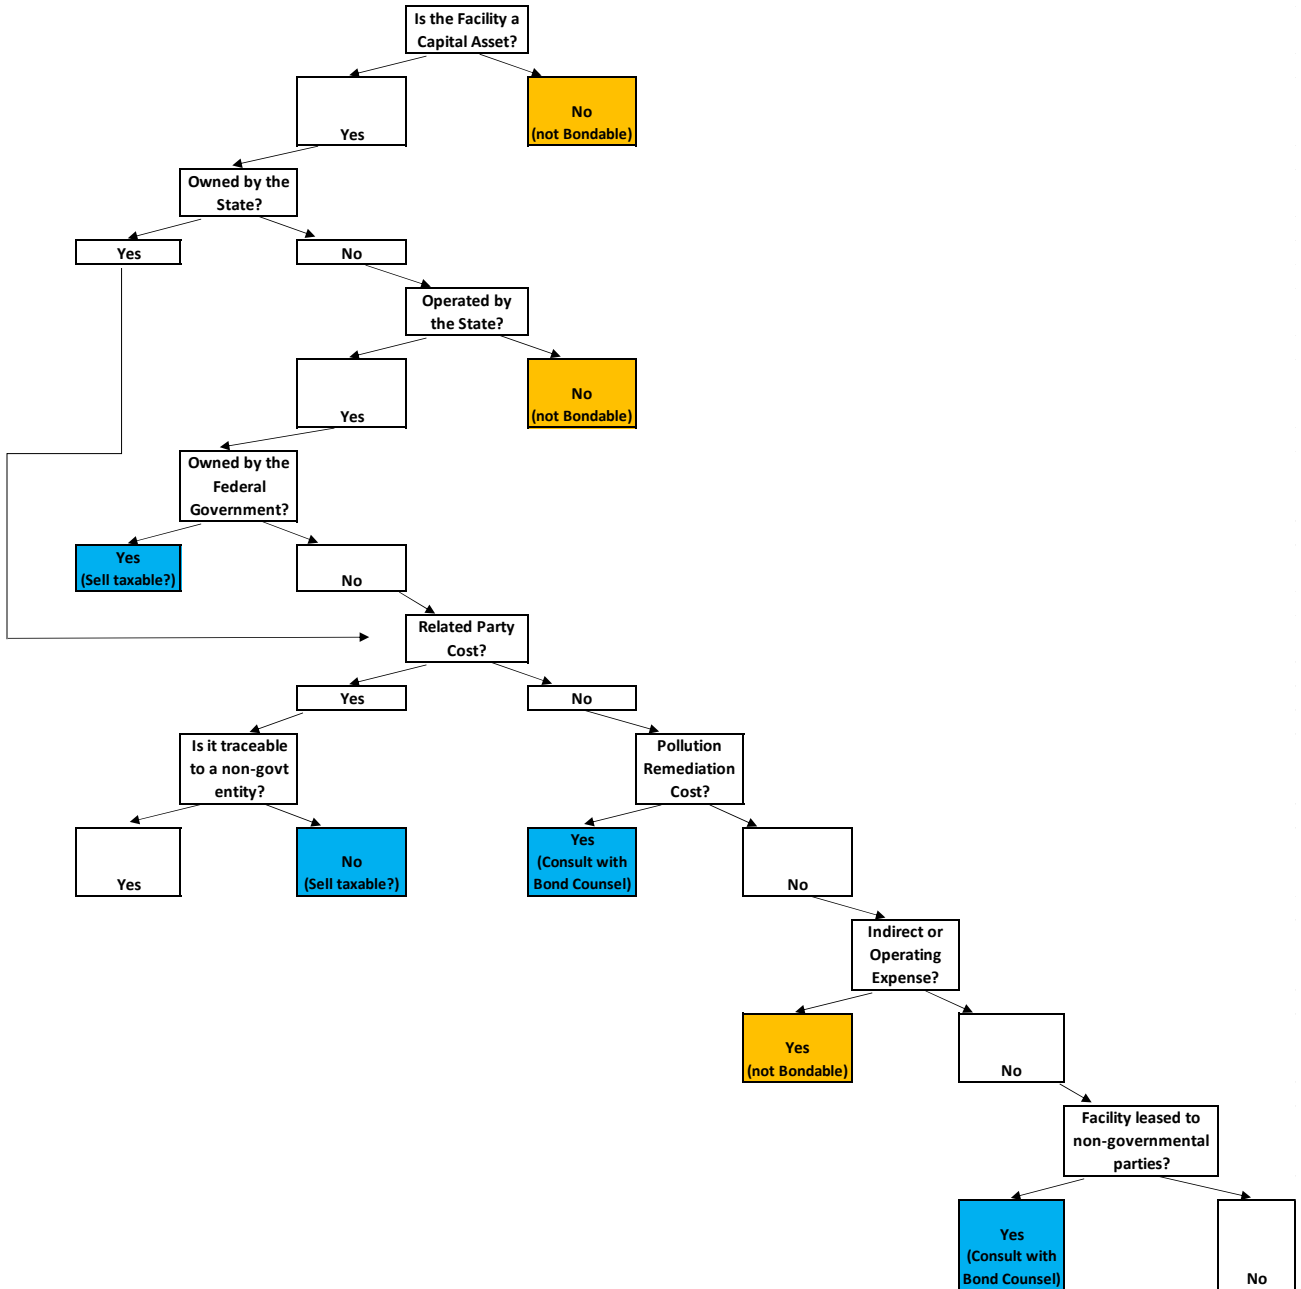 Is the Facility a
Capital Asset?
Yes
No
(not Bondable)
Owned by the
State?
Yes
No
Operated by
the State?
Yes
No
(not Bondable)
Owned by the
Federal
Government?
Yes
(Sell taxable?)
No
Related Party
Cost?
Yes
No
Is it traceable
to a non-govt
entity?
Pollution
Remediation
Cost?
Yes
No
(Sell taxable?)
Yes
(Consult with
Bond Counsel)
No
Indirect or
Operating
Expense?
Yes
(not Bondable)
No
Facility leased to
non-governmental
parties?
Yes
(Consult with
Bond Counsel)
No